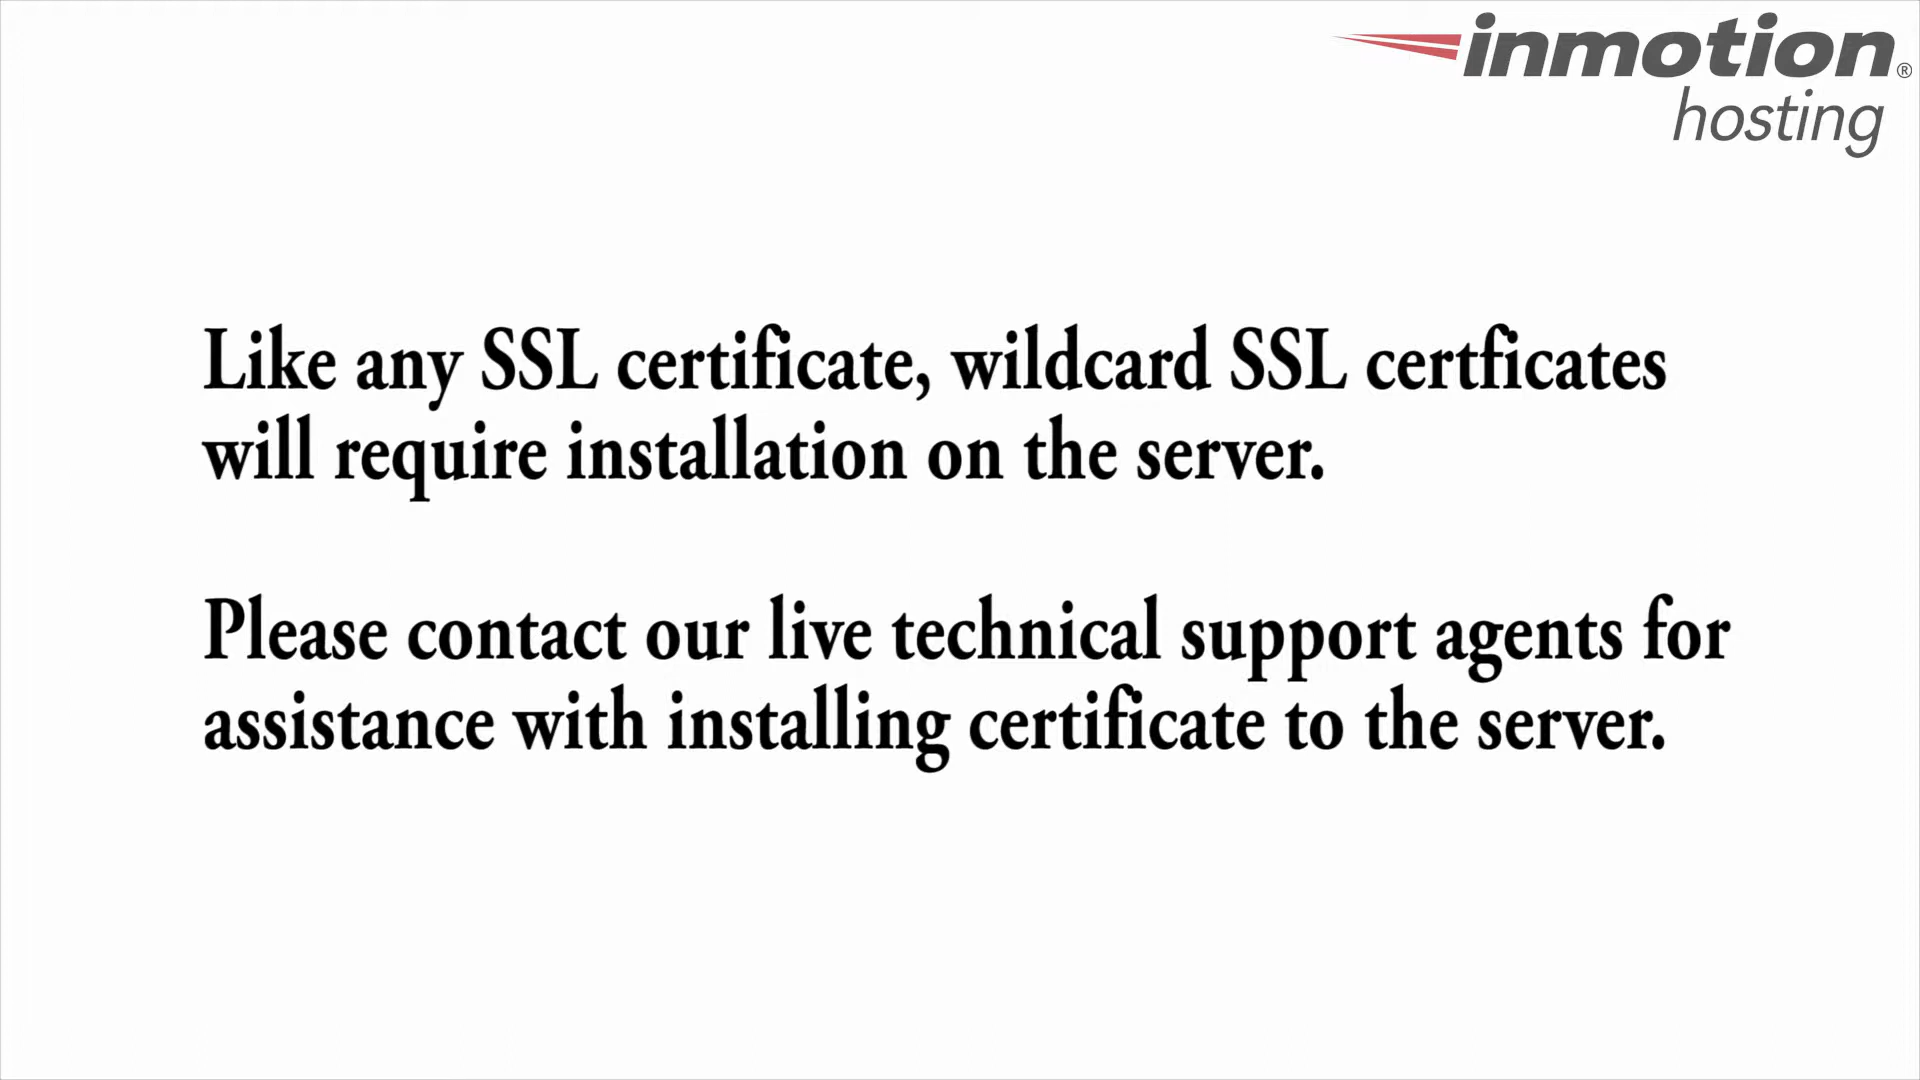 inmotion®
hosting
Like any SSL certificate, wildcard SSL certficates
will require installation on the server.
Please contact our live technical support agents for
assistance with installing certificate to the server.